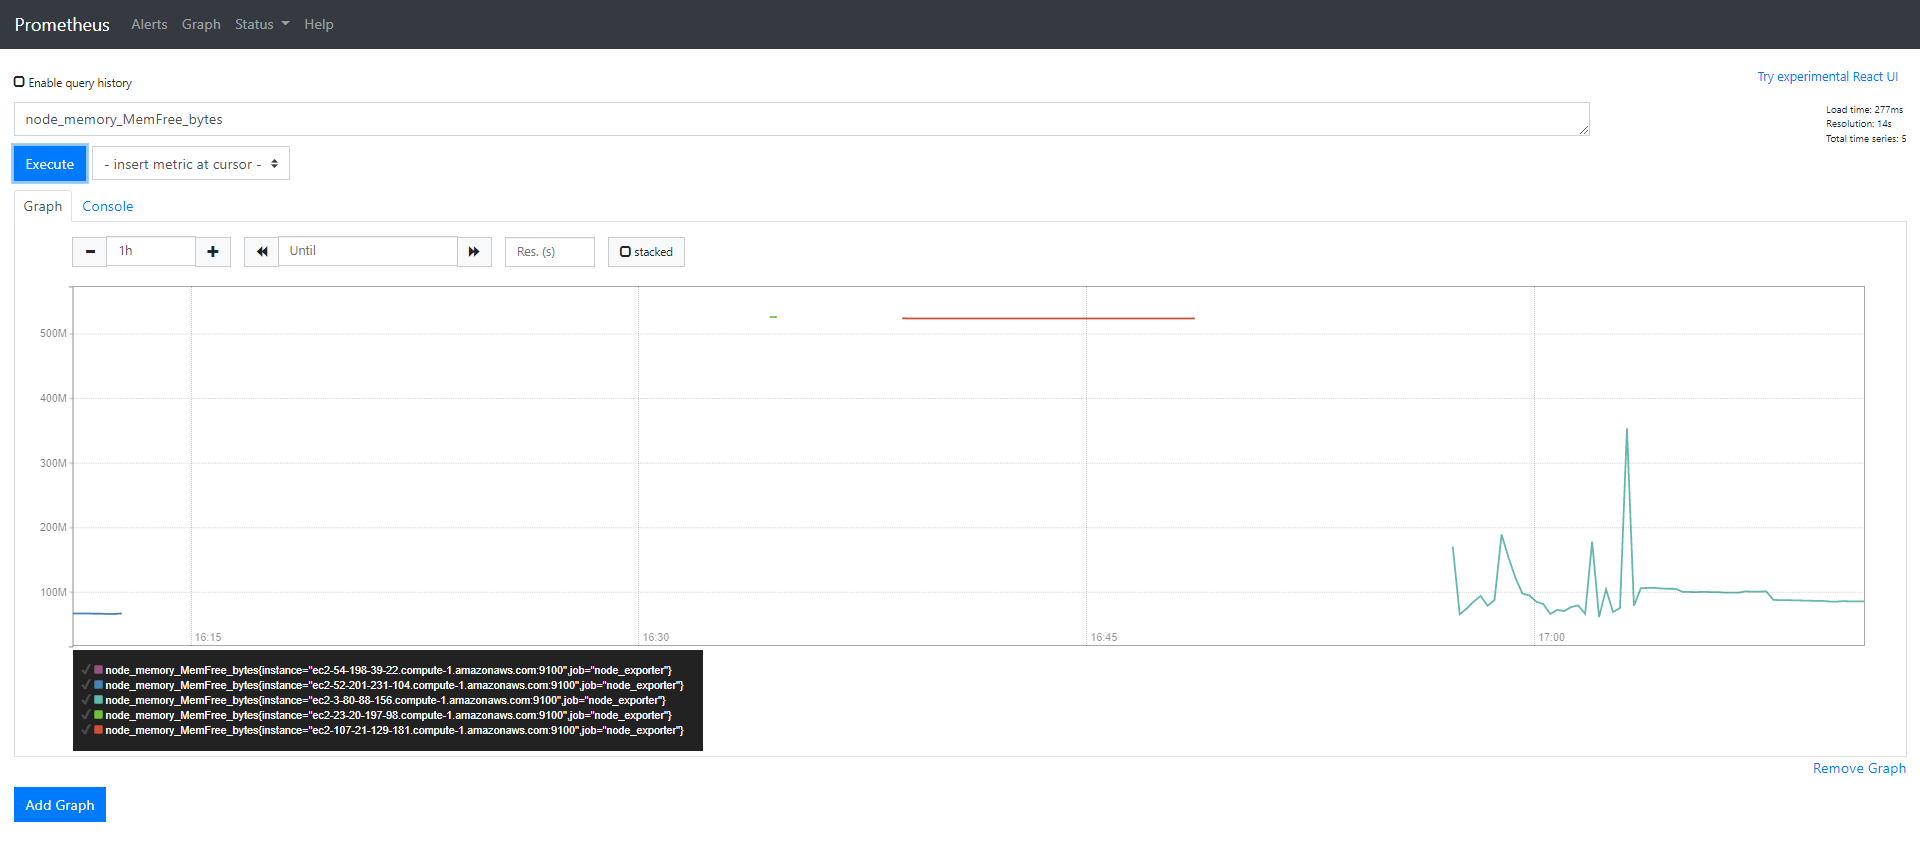 Prometheus Alerts Graph Status Help
Enable query history
Try experimental React UI
node_memory_MemFree_bytes
Load time: 277ms
Resolution: 14s
Total time series: 5
Execute - insert metric at cursor -
Graph Console
1h Until Res. (s) stacked
500M
400M
300M
200M
100M
16:15 16:30 16:45 17:00
node_memory_MemFree_bytes{instance="ec2-54-198-39-22.compute-1.amazonaws.com:9100",job="node_exporter"}
node_memory_MemFree_bytes{instance="ec2-52-201-231-104.compute-1.amazonaws.com:9100",job="node_exporter"}
node_memory_MemFree_bytes{instance="ec2-3-80-88-156.compute-1.amazonaws.com:9100",job="node_exporter"}
node_memory_MemFree_bytes{instance="ec2-23-20-197-98.compute-1.amazonaws.com:9100",job="node_exporter"}
node_memory_MemFree_bytes{instance="ec2-107-21-129-181.compute-1.amazonaws.com:9100",job="node_exporter"}
Remove Graph
Add Graph